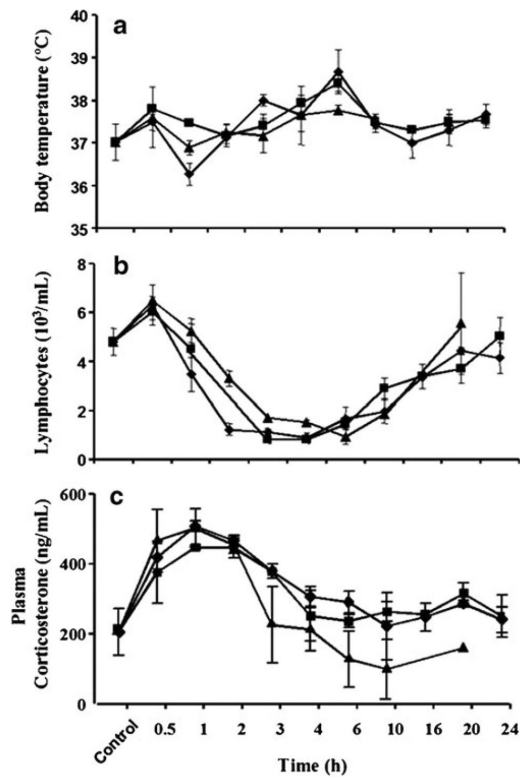 a
40
39
38
37
36
35
Body temperature (°C)
b
8
6
4
2
0
Lymphocytes (10³/mL)
c
600
400
200
0
Plasma
Corticosterone (ng/mL)
Control 0.5 1 2 3 4 6 10 16 20 24
Time (h)